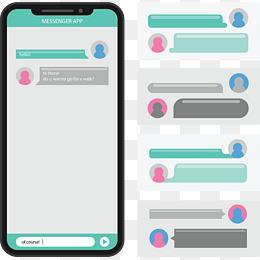 MESSENGER APP
hello!
hi there
do u wanna go for a walk?
of course!